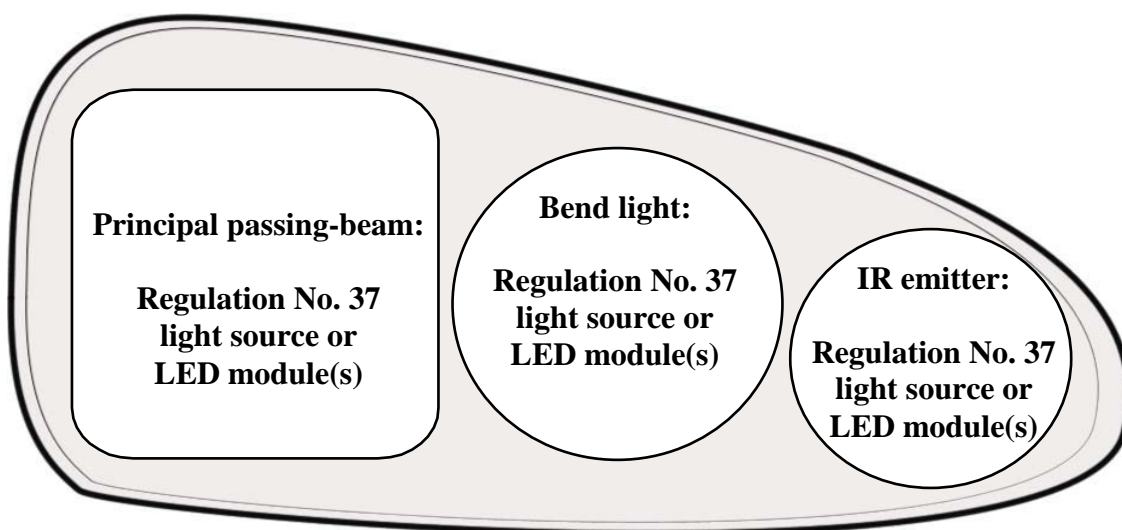 Principal passing-beam:
Regulation No. 37
light source or
LED module(s)
Bend light:
Regulation No. 37
light source or
LED module(s)
IR emitter:
Regulation No. 37
light source or
LED module(s)